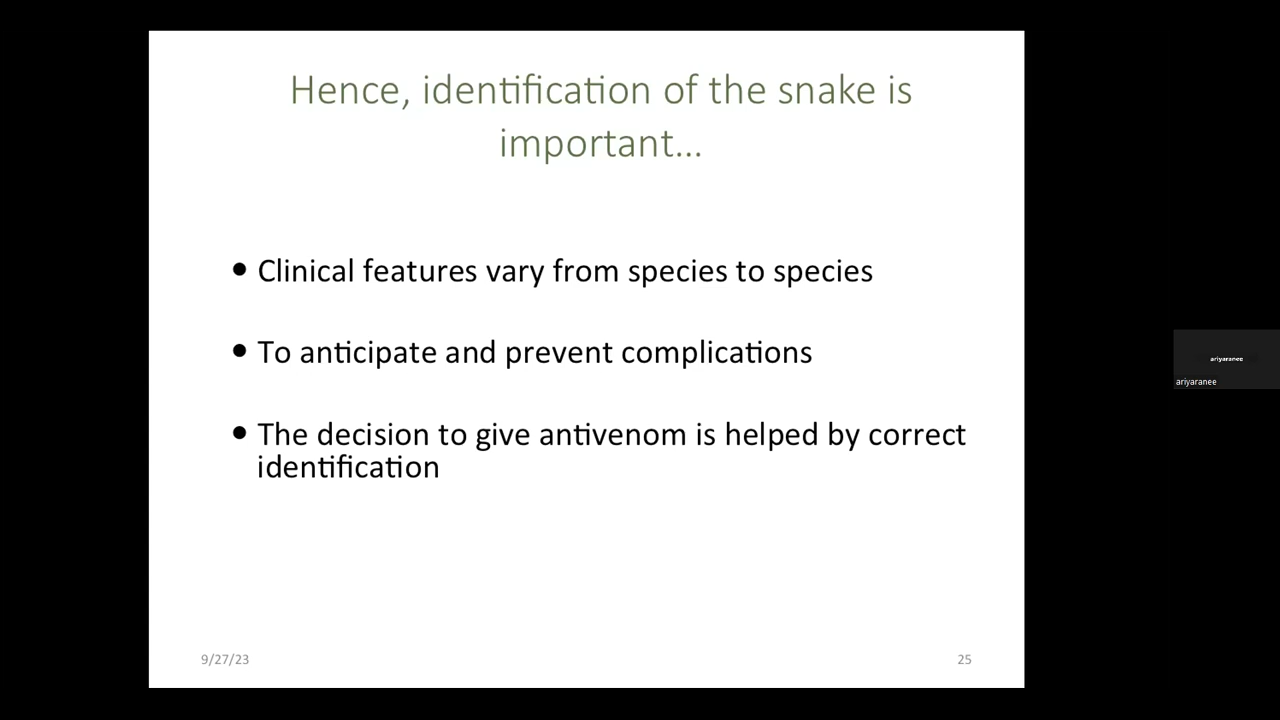 Hence, identification of the snake is
important...
• Clinical features vary from species to species
• To anticipate and prevent complications
• The decision to give antivenom is helped by correct
identification
9/27/23
25
ariyaranee
ariyaranee